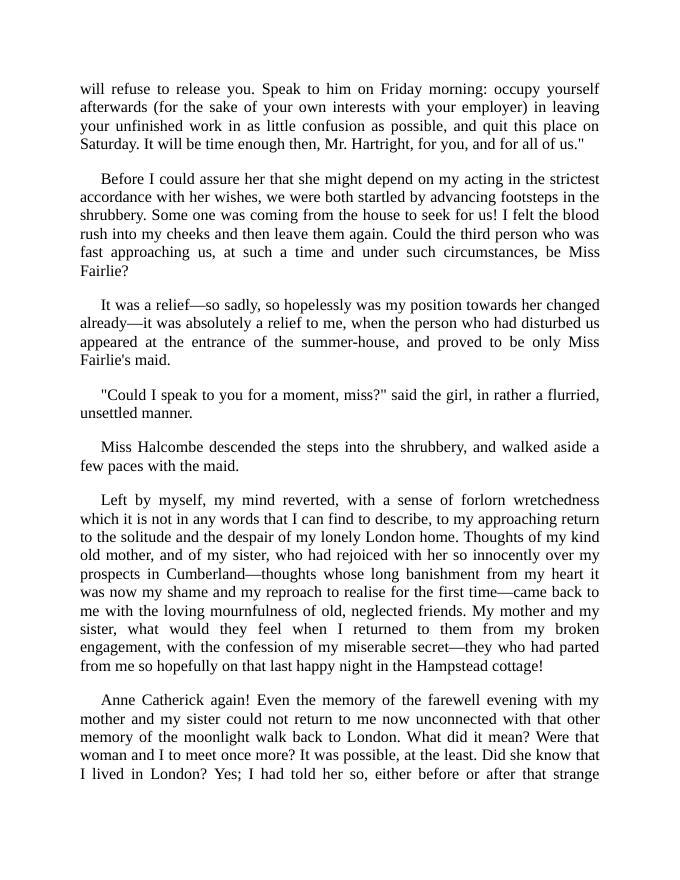 will refuse to release you. Speak to him on Friday morning: occupy yourself
afterwards (for the sake of your own interests with your employer) in leaving
your unfinished work in as little confusion as possible, and quit this place on
Saturday. It will be time enough then, Mr. Hartright, for you, and for all of us."
Before I could assure her that she might depend on my acting in the strictest
accordance with her wishes, we were both startled by advancing footsteps in the
shrubbery. Some one was coming from the house to seek for us! I felt the blood
rush into my cheeks and then leave them again. Could the third person who was
fast approaching us, at such a time and under such circumstances, be Miss
Fairlie?
It was a relief—so sadly, so hopelessly was my position towards her changed
already—it was absolutely a relief to me, when the person who had disturbed us
appeared at the entrance of the summer-house, and proved to be only Miss
Fairlie's maid.
"Could I speak to you for a moment, miss?" said the girl, in rather a flurried,
unsettled manner.
Miss Halcombe descended the steps into the shrubbery, and walked aside a
few paces with the maid.
Left by myself, my mind reverted, with a sense of forlorn wretchedness
which it is not in any words that I can find to describe, to my approaching return
to the solitude and the despair of my lonely London home. Thoughts of my kind
old mother, and of my sister, who had rejoiced with her so innocently over my
prospects in Cumberland—thoughts whose long banishment from my heart it
was now my shame and my reproach to realise for the first time—came back to
me with the loving mournfulness of old, neglected friends. My mother and my
sister, what would they feel when I returned to them from my broken
engagement, with the confession of my miserable secret—they who had parted
from me so hopefully on that last happy night in the Hampstead cottage!
Anne Catherick again! Even the memory of the farewell evening with my
mother and my sister could not return to me now unconnected with that other
memory of the moonlight walk back to London. What did it mean? Were that
woman and I to meet once more? It was possible, at the least. Did she know that
I lived in London? Yes; I had told her so, either before or after that strange